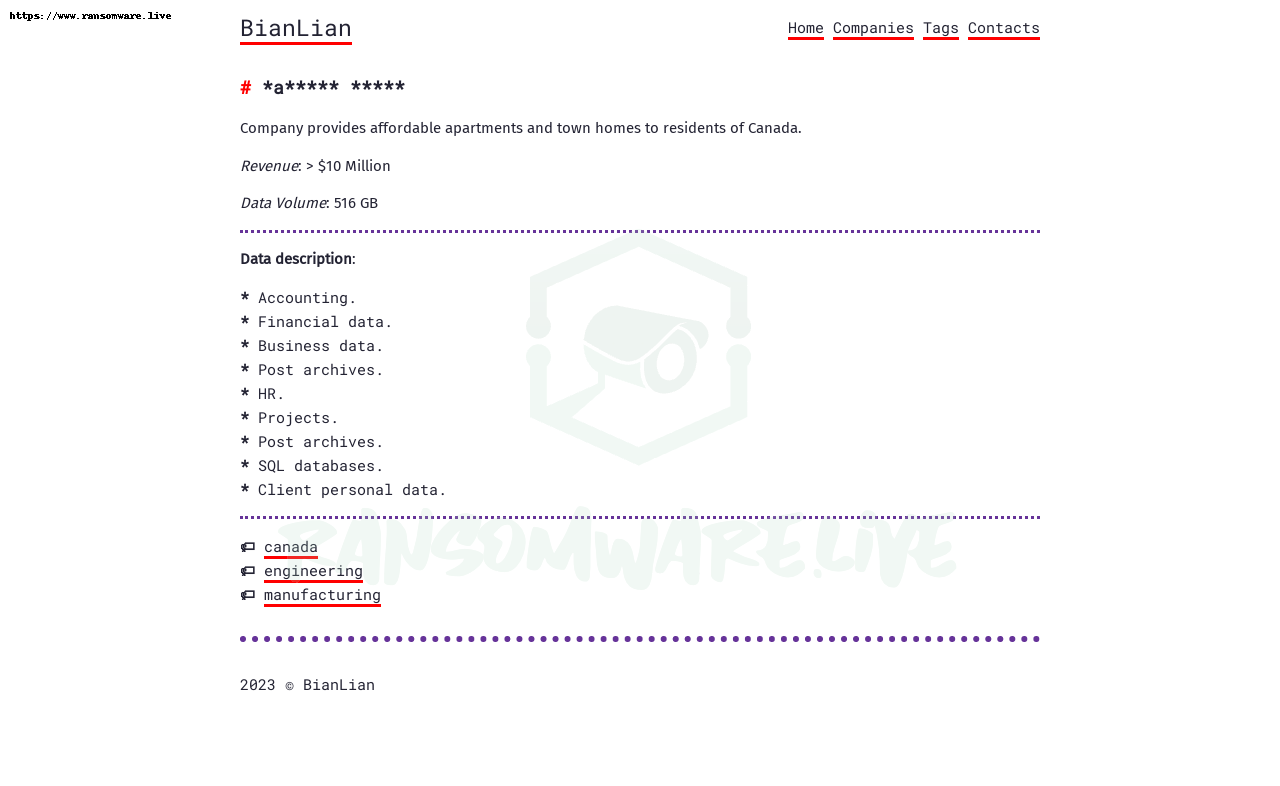 https://www.ransomware.live
BianLian
Home Companies Tags Contacts
# *a***** *****
Company provides affordable apartments and town homes to residents of Canada.
Revenue: > $10 Million
Data Volume: 516 GB
Data description:
* Accounting.
* Financial data.
* Business data.
* Post archives.
* HR.
* Projects.
* Post archives.
* SQL databases.
* Client personal data.
RANSOMWARE.LIVE
canada
engineering
manufacturing
2023 © BianLian